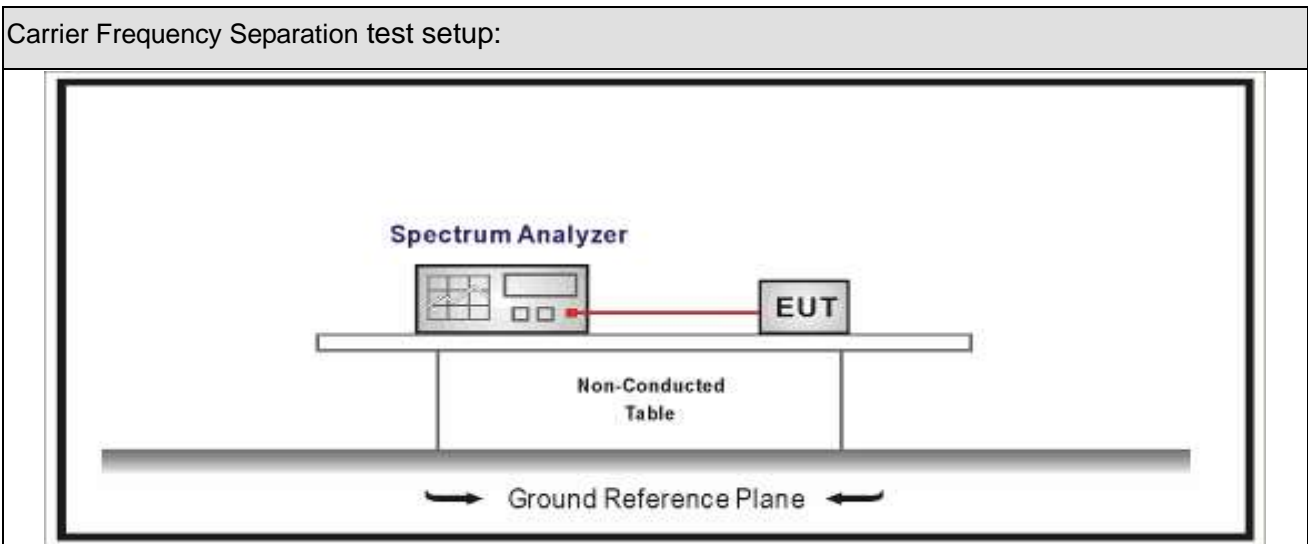 Carrier Frequency Separation test setup:
Spectrum Analyzer
EUT
Non-Conducted
Table
Ground Reference Plane